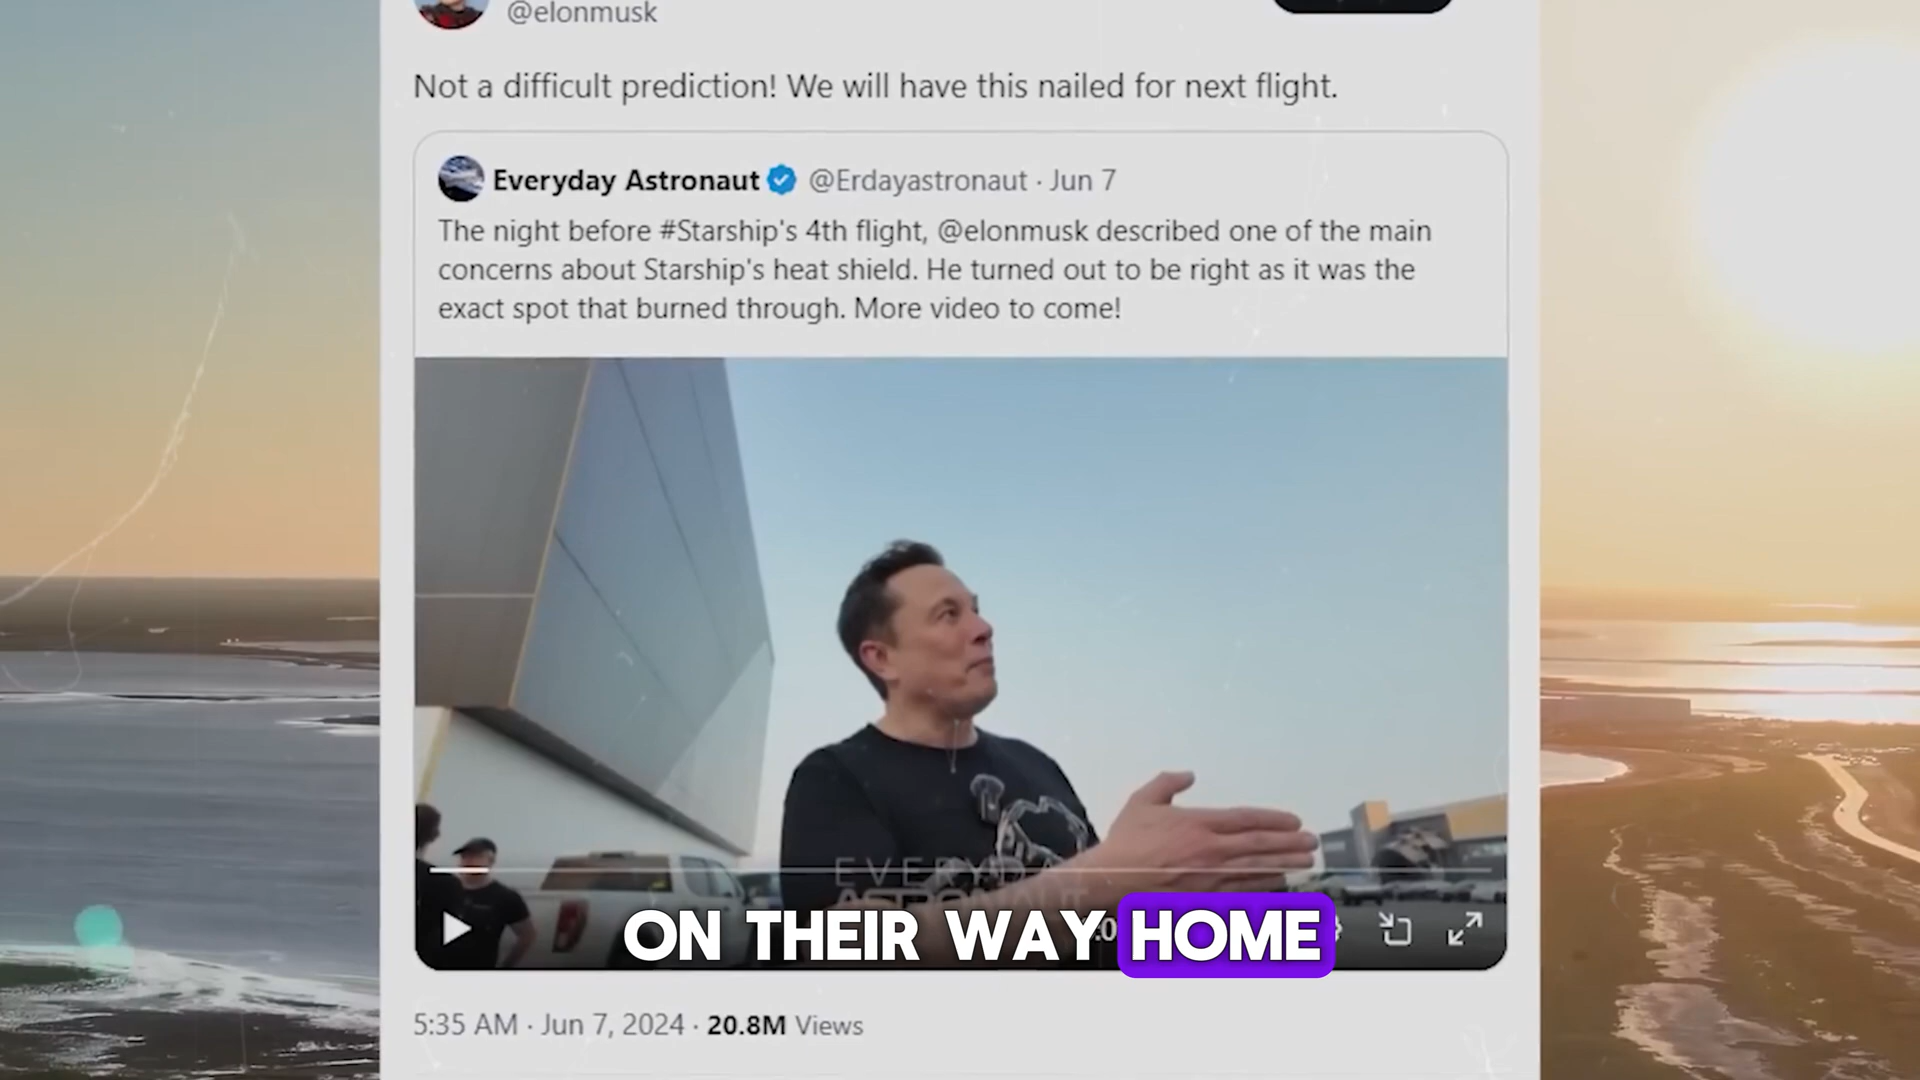 @elonmusk
Not a difficult prediction! We will have this nailed for next flight.
Everyday Astronaut @Erdayastronaut · Jun 7
The night before #Starship's 4th flight, @elonmusk described one of the main
concerns about Starship's heat shield. He turned out to be right as it was the
exact spot that burned through. More video to come!
EVERYDAY
ASTRONAUT
ON THEIR WAY HOME
5:35 AM · Jun 7, 2024 · 20.8M Views